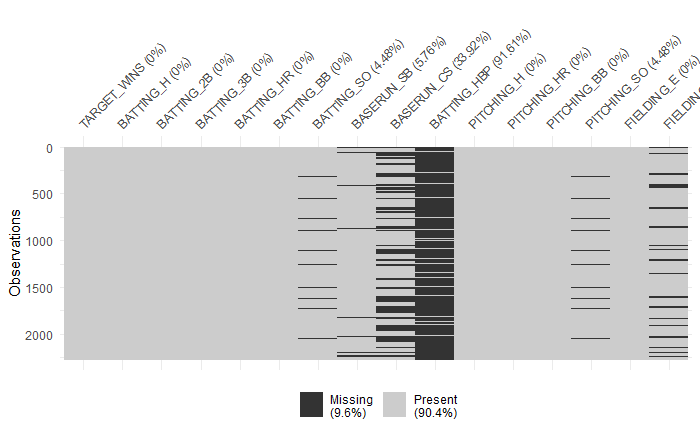 TARGET_WINS (0%)
BATTING_H (0%)
BATTING_2B (0%)
BATTING_3B (0%)
BATTING_HR (0%)
BATTING_BB (0%)
BATTING_SO (4.48%)
BASERUN_SB (5.76%)
BASERUN_CS (33.92%)
BATTING_HBP (91.61%)
PITCHING_H (0%)
PITCHING_HR (0%)
PITCHING_BB (0%)
PITCHING_SO (4.48%)
FIELDING_E (0%)
FIELDING_
0
500
1000
1500
2000
Observations
Missing
(9.6%)
Present
(90.4%)